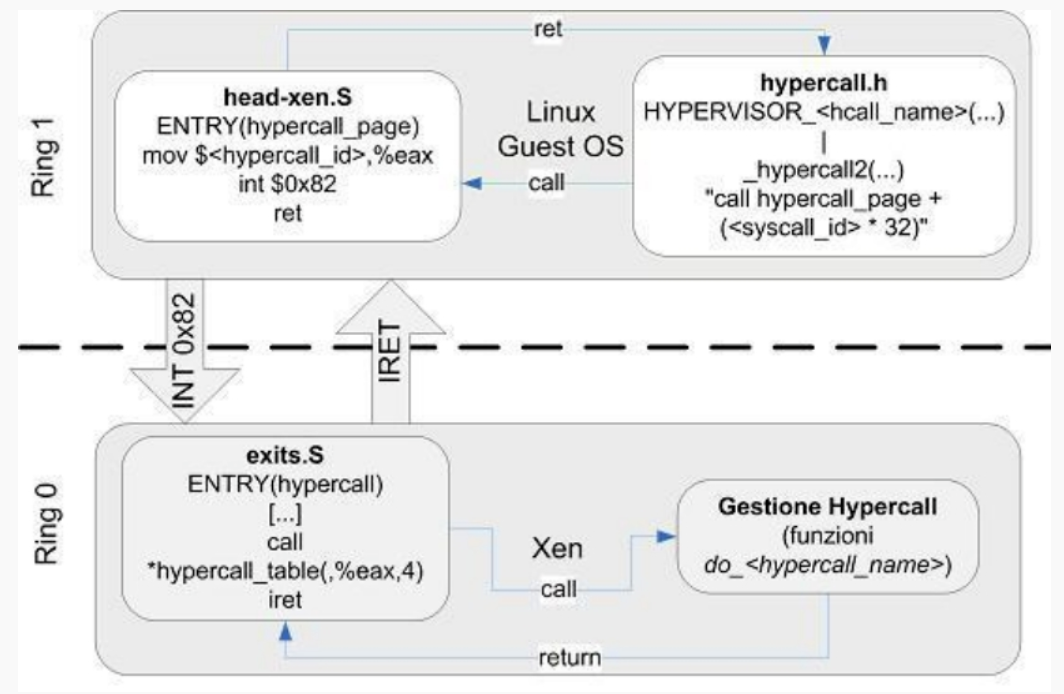 Ring 1
ret
head-xen.S
ENTRY(hypercall_page)
mov $<hypercall_id>,%eax
int $0x82
ret
Linux
Guest OS
call
hypercall.h
HYPERVISOR_<hcall_name>(...)
|
_hypercall2(...)
"call hypercall_page +
(<syscall_id> * 32)"
INT 0x82
IRET
Ring 0
exits.S
ENTRY(hypercall)
[...]
call
*hypercall_table(,%eax,4)
iret
Xen
call
Gestione Hypercall
(funzioni
do_<hypercall_name>)
return